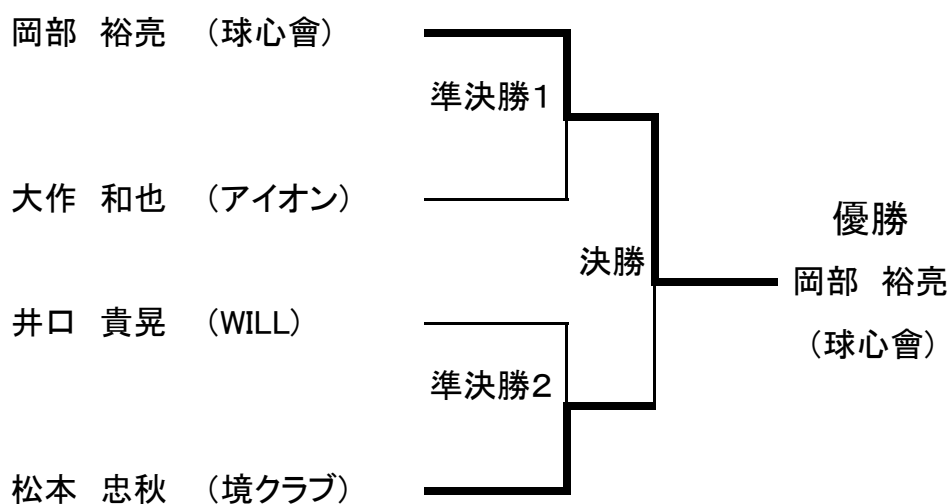 岡部　裕亮　（球心會）
準決勝１
大作　和也　（アイオン）
優勝
決勝
岡部　裕亮
井口　貴晃　（WILL）
（球心會）
準決勝２
松本　忠秋　（境クラブ）